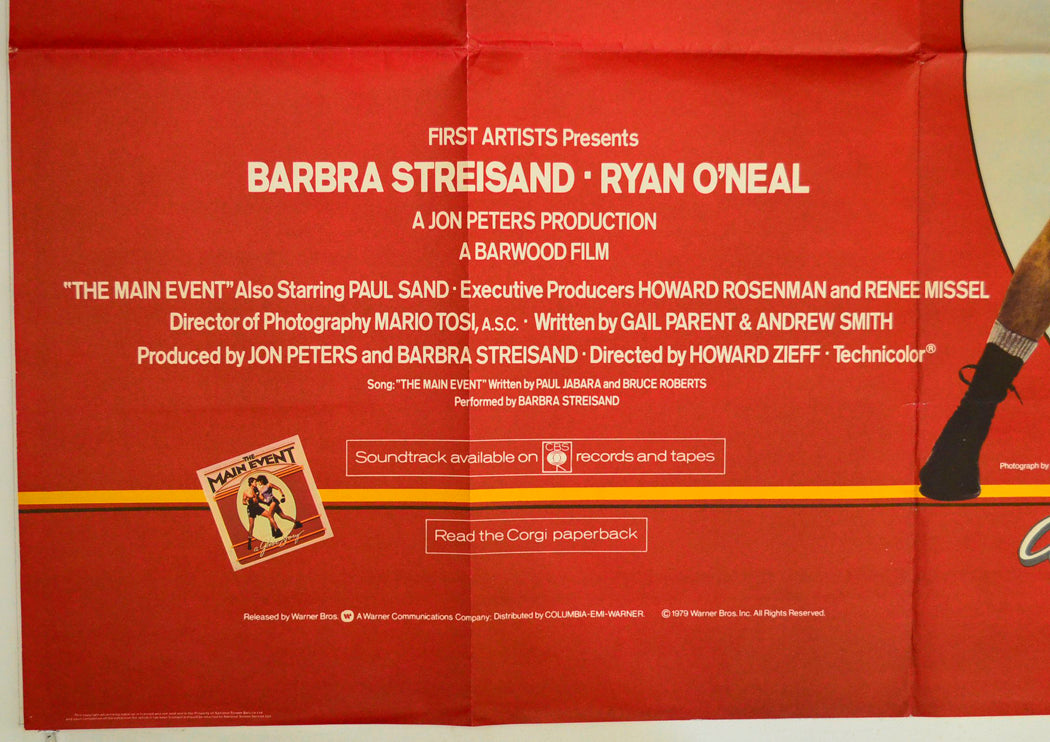 FIRST ARTISTS Presents
BARBRA STREISAND · RYAN O'NEAL
A JON PETERS PRODUCTION
A BARWOOD FILM
"THE MAIN EVENT" Also Starring PAUL SAND · Executive Producers HOWARD ROSENMAN and RENEE MISSEL
Director of Photography MARIO TOSI, A.S.C. · Written by GAIL PARENT & ANDREW SMITH
Produced by JON PETERS and BARBRA STREISAND · Directed by HOWARD ZIEFF · Technicolor®
Song: "THE MAIN EVENT" Written by PAUL JABARA and BRUCE ROBERTS
Performed by BARBRA STREISAND
Soundtrack available on CBS records and tapes
THE
MAIN EVENT
Photograph by
Read the Corgi paperback
Released by Warner Bros. W A Warner Communications Company: Distributed by COLUMBIA-EMI-WARNER. © 1979 Warner Bros. Inc. All Rights Reserved.